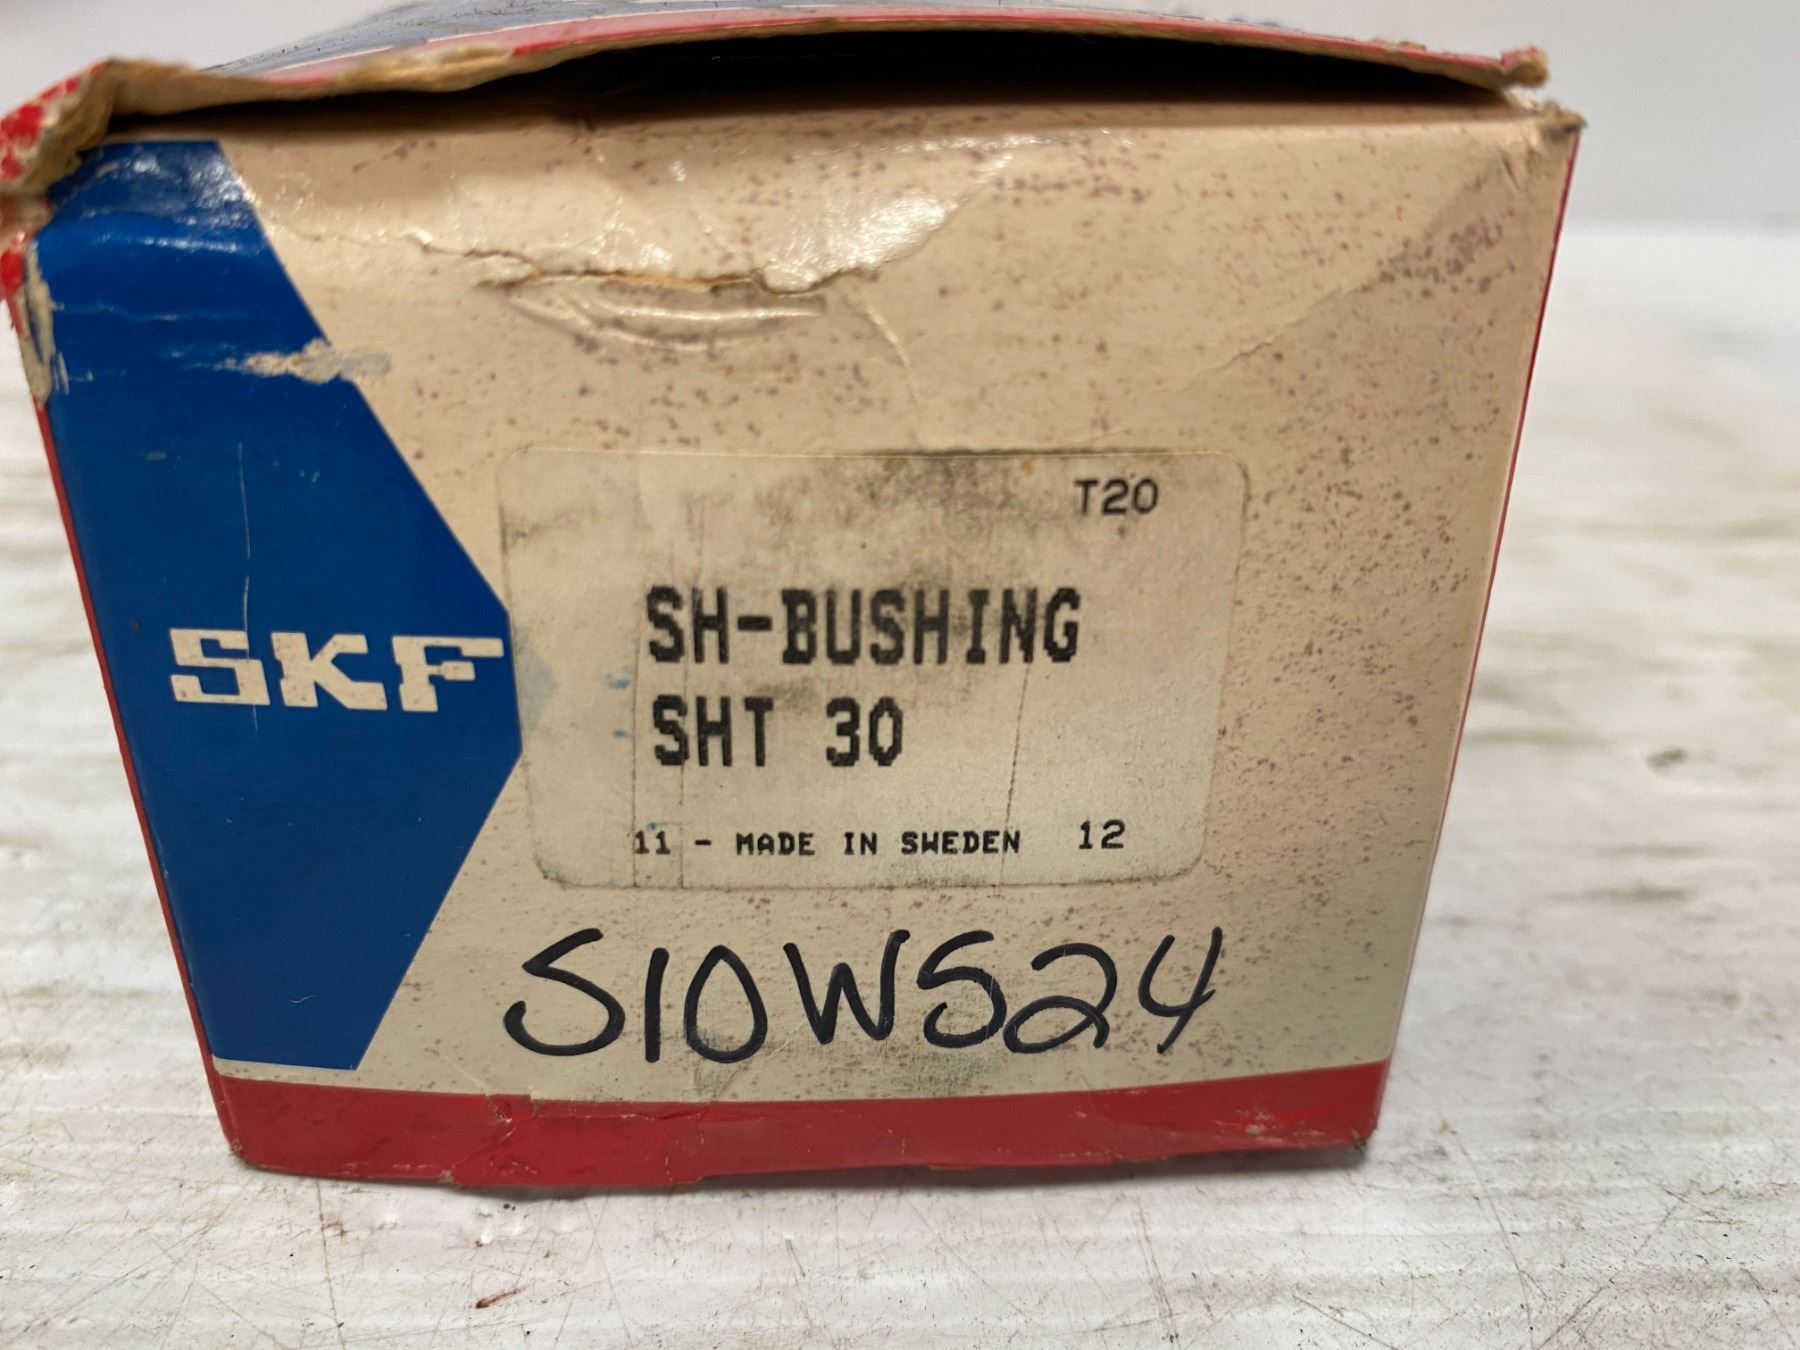 T20
SH-BUSHING
SKF
SHT 30
11 - MADE IN SWEDEN 12
S10WS24